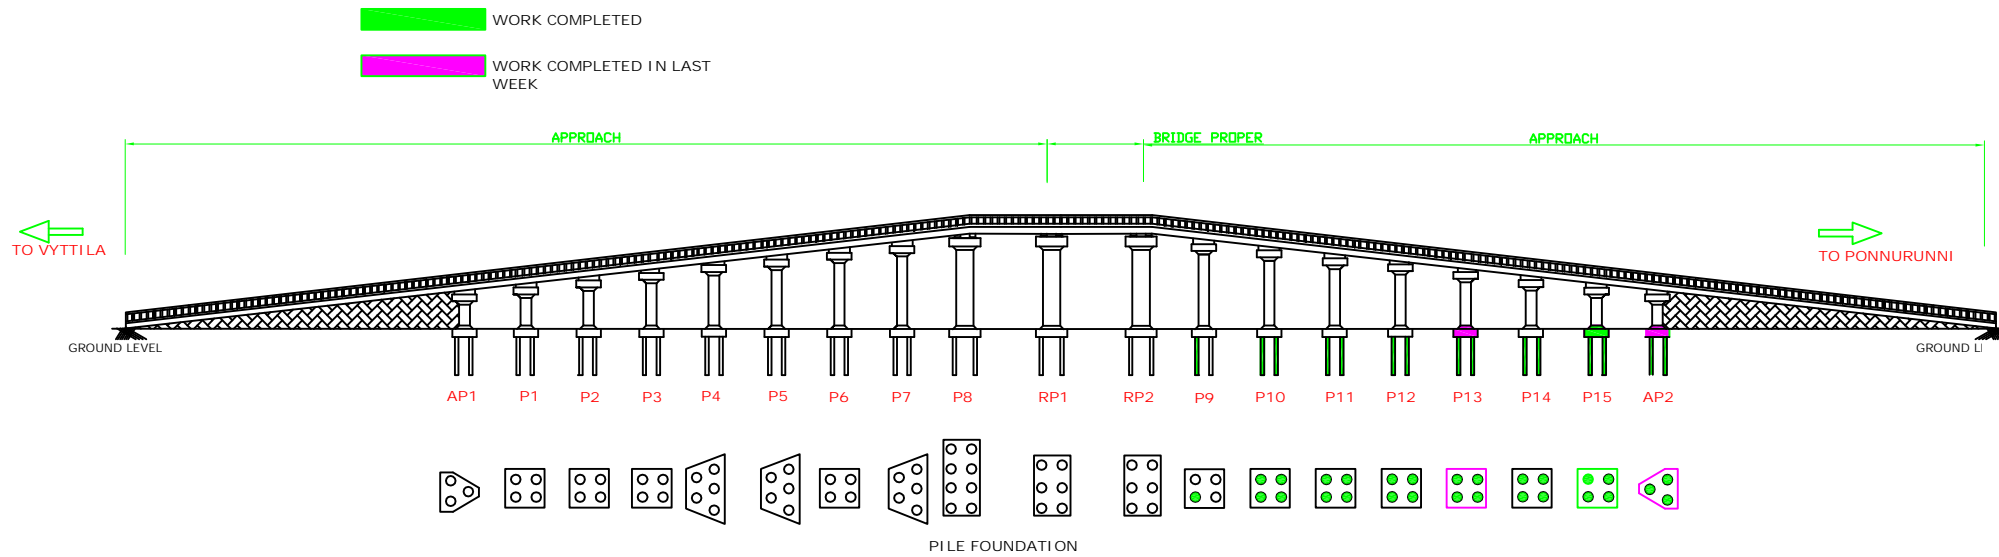 WORK COMPLETED
WORK COMPLETED IN LAST
WEEK
APPROACH
BRIDGE PROPER
APPROACH
TO VYTTILA
TO PONNURUNNI
GROUND LEVEL
GROUND L
AP1 P1 P2 P3 P4 P5 P6 P7 P8 RP1 RP2 P9 P10 P11 P12 P13 P14 P15 AP2
PILE FOUNDATION